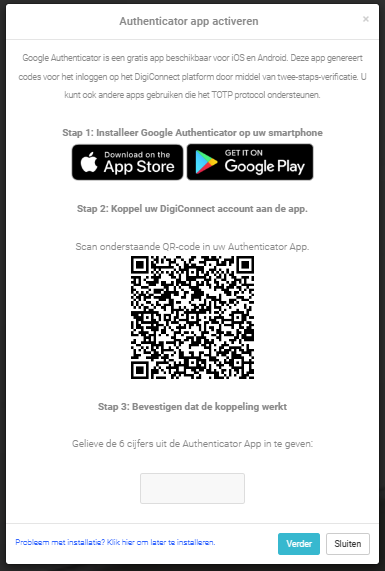 Authenticator app activeren
×
Google Authenticator is een gratis app beschikbaar voor iOS en Android. Deze app genereert
codes voor het inloggen op het DigiConnect platform door middel van twee-staps-verificatie. U
kunt ook andere apps gebruiken die het TOTP protocol ondersteunen.
Stap 1: Installeer Google Authenticator op uw smartphone
Download on the
App Store
GET IT ON
Google Play
Stap 2: Koppel uw DigiConnect account aan de app.
Scan onderstaande QR-code in uw Authenticator App.
Stap 3: Bevestigen dat de koppeling werkt
Gelieve de 6 cijfers uit de Authenticator App in te geven:
Probleem met installatie? Klik hier om later te installeren.
Verder
Sluiten